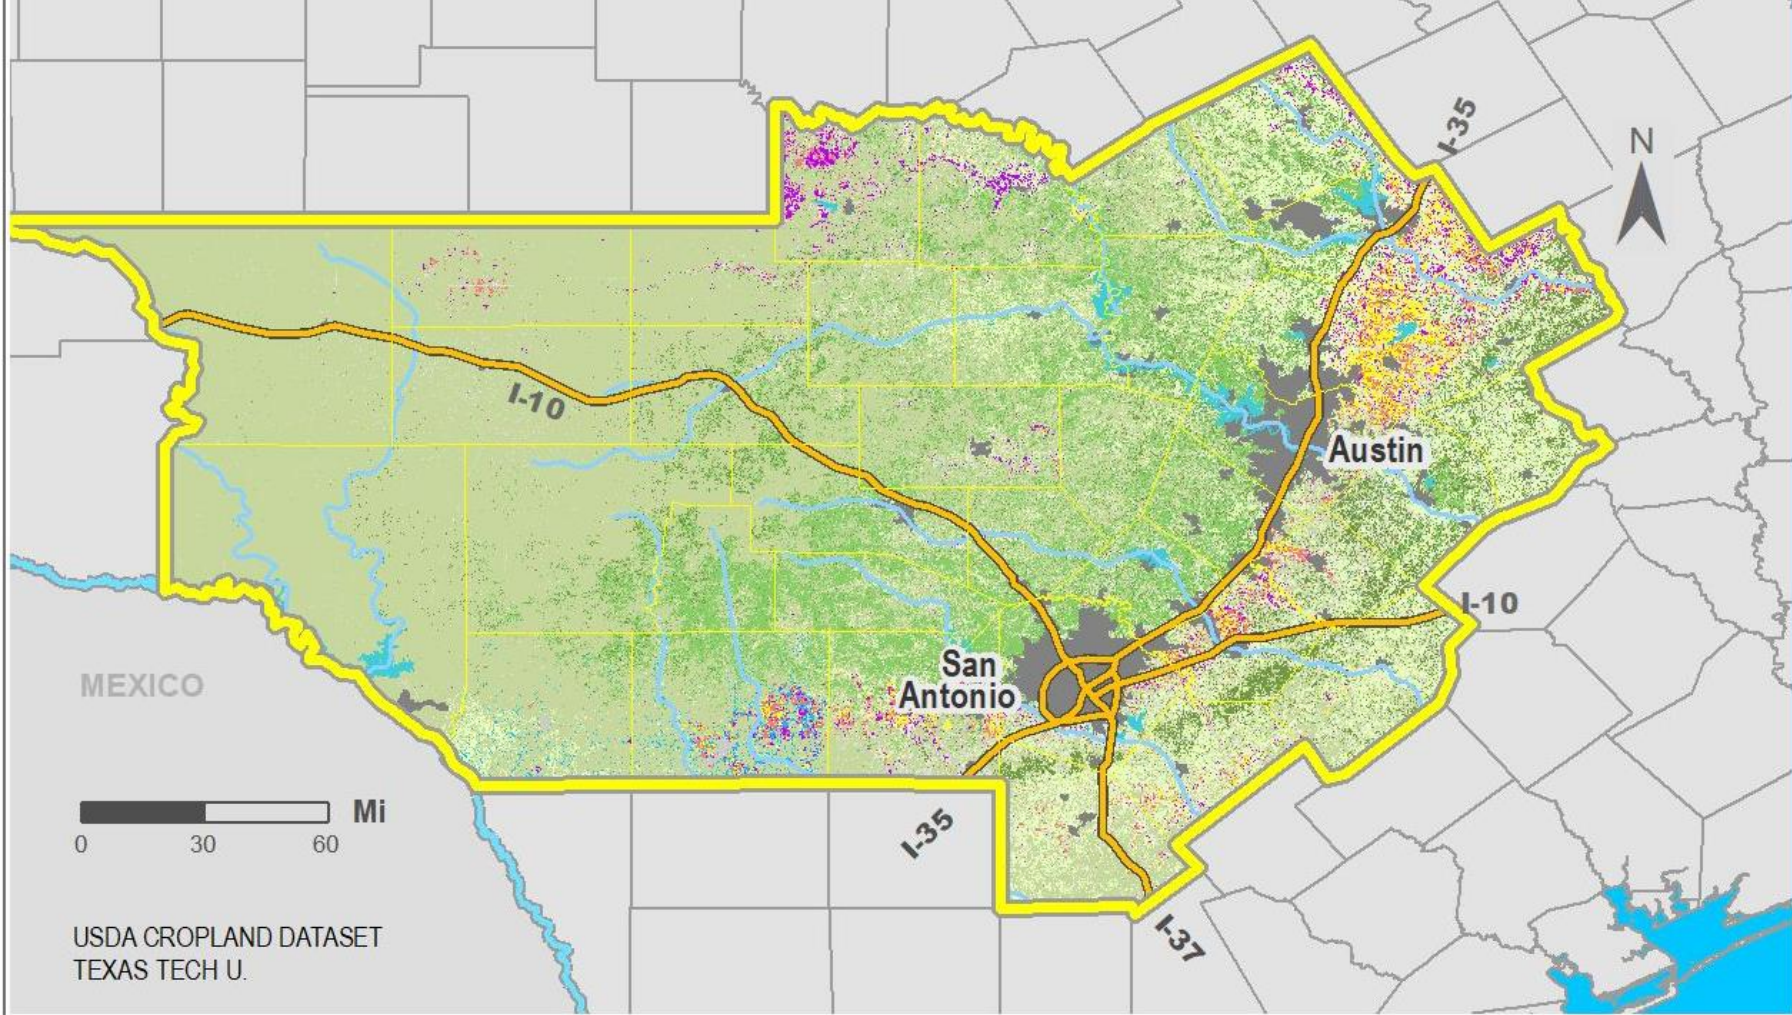 I-35
N
I-10
Austin
I-10
San
Antonio
MEXICO
Mi
0 30 60
I-35
I-37
USDA CROPLAND DATASET
TEXAS TECH U.